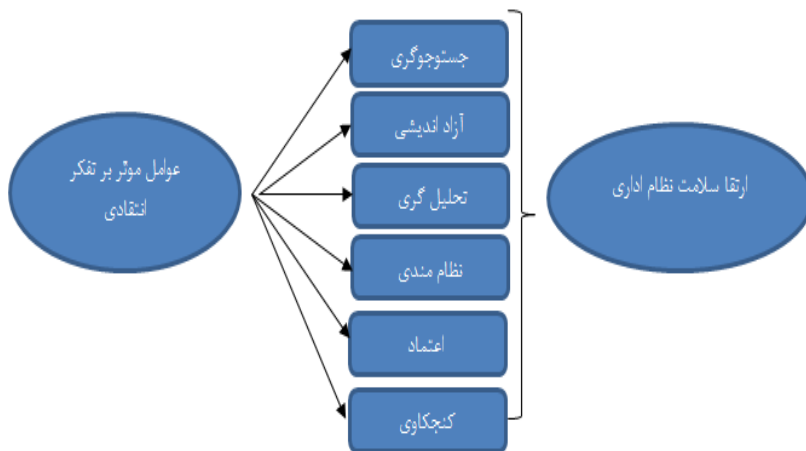 جستوجوگری
آزاد اندیشی
تحلیل گری
نظام مندی
اعتماد
کنجکاوی
عوامل موثر بر تفکر
انتقادی
ارتقا سلامت نظام اداری